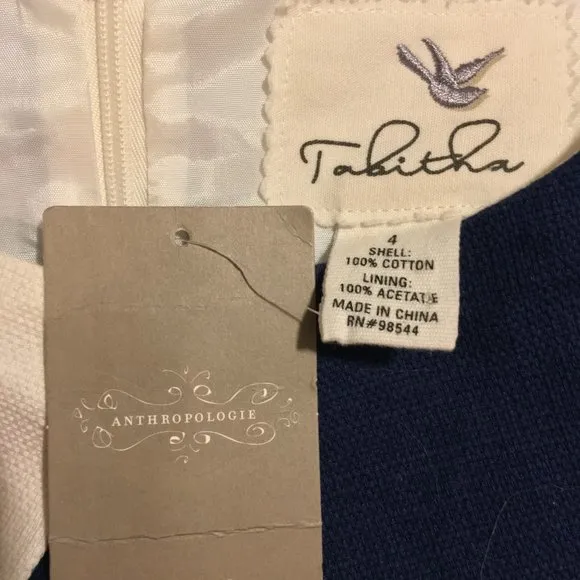 Tabitha
4
SHELL:
100% COTTON
LINING:
100% ACETATE
MADE IN CHINA
RN#98544
ANTHROPOLOGIE